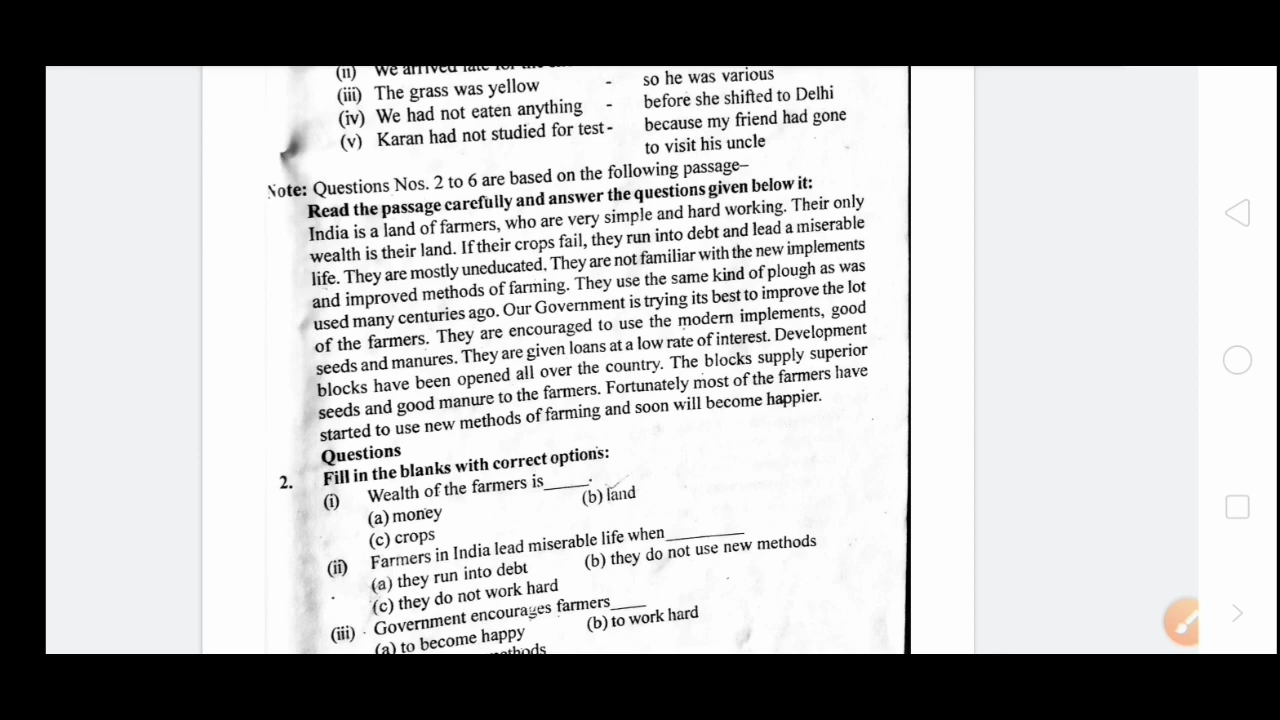 (ii) We arrived late for the
(iii) The grass was yellow - so he was various
(iv) We had not eaten anything - before she shifted to Delhi
(v) Karan had not studied for test - because my friend had gone
to visit his uncle
Note: Questions Nos. 2 to 6 are based on the following passage–
Read the passage carefully and answer the questions given below it:
India is a land of farmers, who are very simple and hard working. Their only
wealth is their land. If their crops fail, they run into debt and lead a miserable
life. They are mostly uneducated. They are not familiar with the new implements
and improved methods of farming. They use the same kind of plough as was
used many centuries ago. Our Government is trying its best to improve the lot
of the farmers. They are encouraged to use the modern implements, good
seeds and manures. They are given loans at a low rate of interest. Development
blocks have been opened all over the country. The blocks supply superior
seeds and good manure to the farmers. Fortunately most of the farmers have
started to use new methods of farming and soon will become happier.
Questions
2. Fill in the blanks with correct options:
(i) Wealth of the farmers is_____.
(a) money (b) land
(c) crops
(ii) Farmers in India lead miserable life when_________
(a) they run into debt (b) they do not use new methods
(c) they do not work hard
(iii) Government encourages farmers____
(a) to become happy (b) to work hard